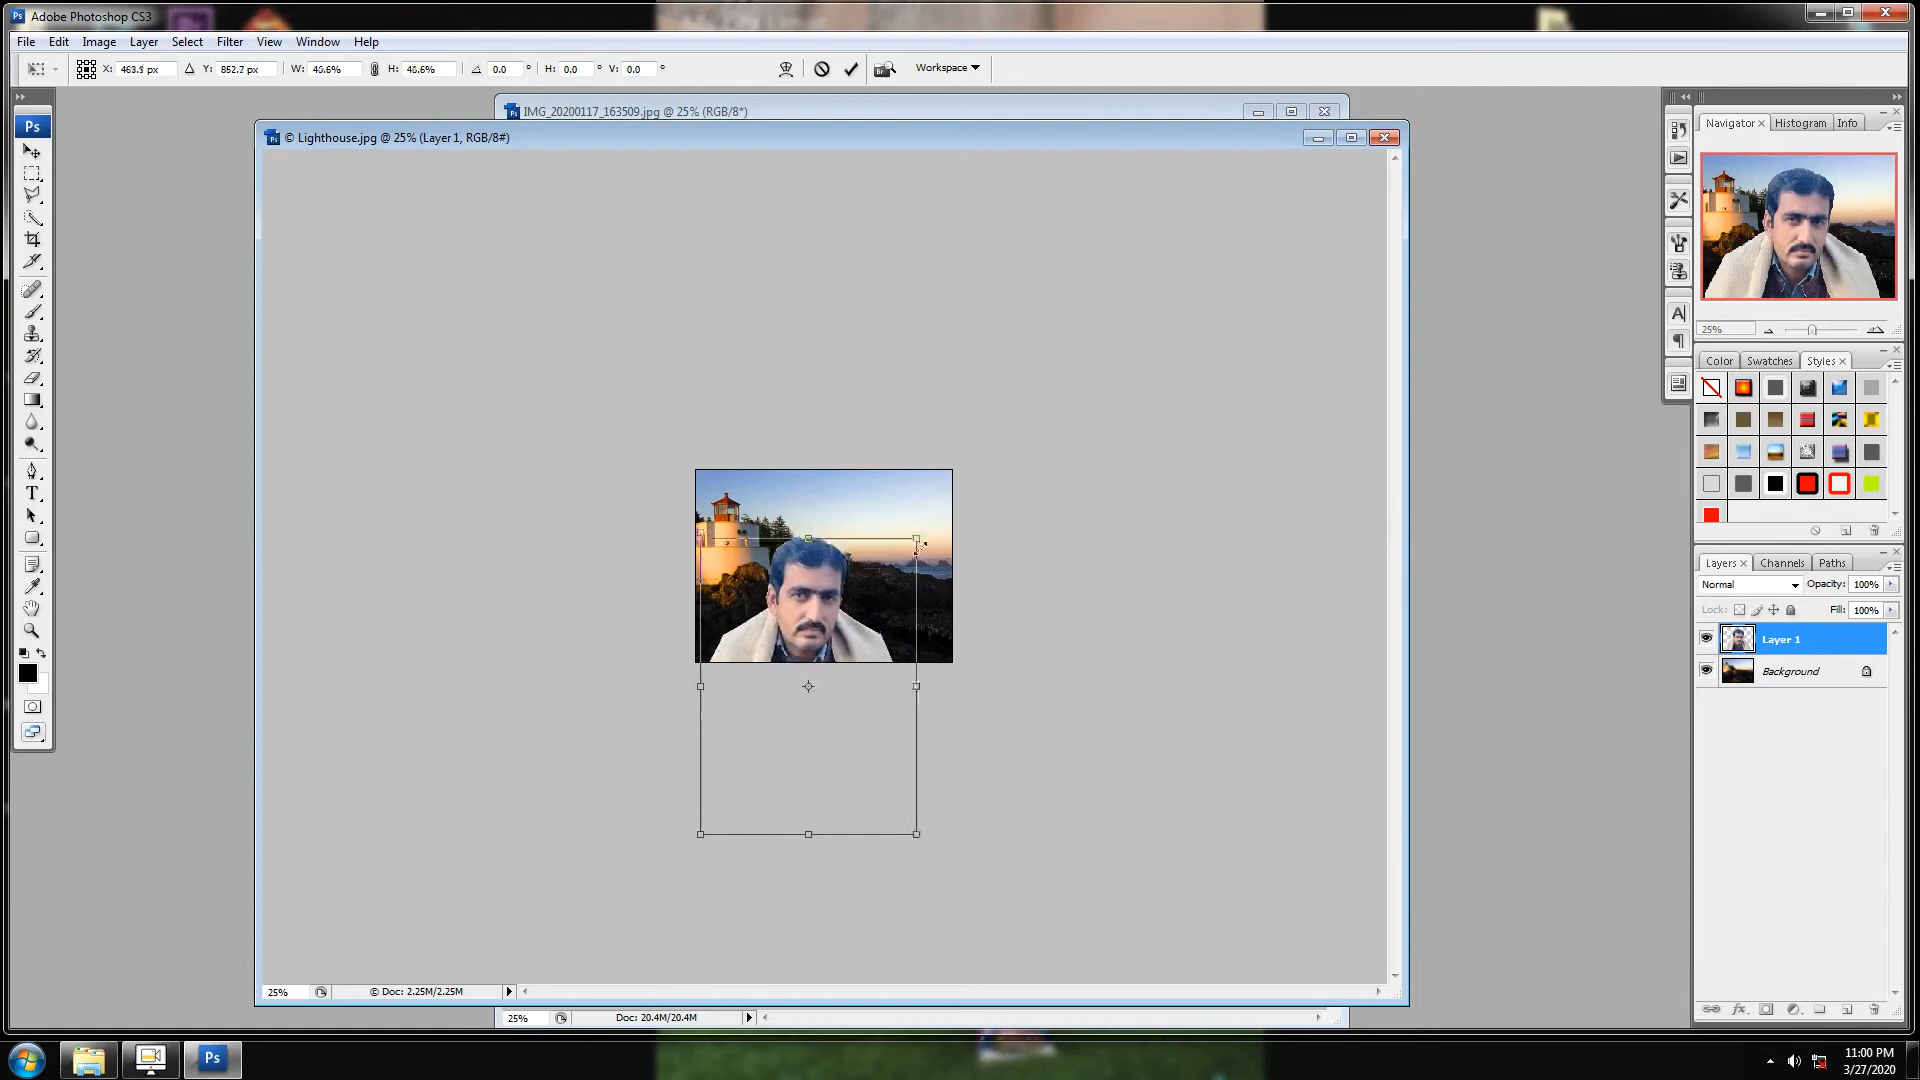 Adobe Photoshop CS3
File Edit Image Layer Select Filter View Window Help
X: 463.9 px Y: 852.7 px W: 46.6% H: 46.6% 0.0 ° H: 0.0 ° V: 0.0 ° Workspace
IMG_20200117_163509.jpg @ 25% (RGB/8*)
© Lighthouse.jpg @ 25% (Layer 1, RGB/8#)
Navigator Histogram Info
25%
Color Swatches Styles
Layers Channels Paths
Normal Opacity: 100%
Lock: Fill: 100%
Layer 1
Background
25% © Doc: 2.25M/2.25M
25% Doc: 20.4M/20.4M
11:00 PM
3/27/2020